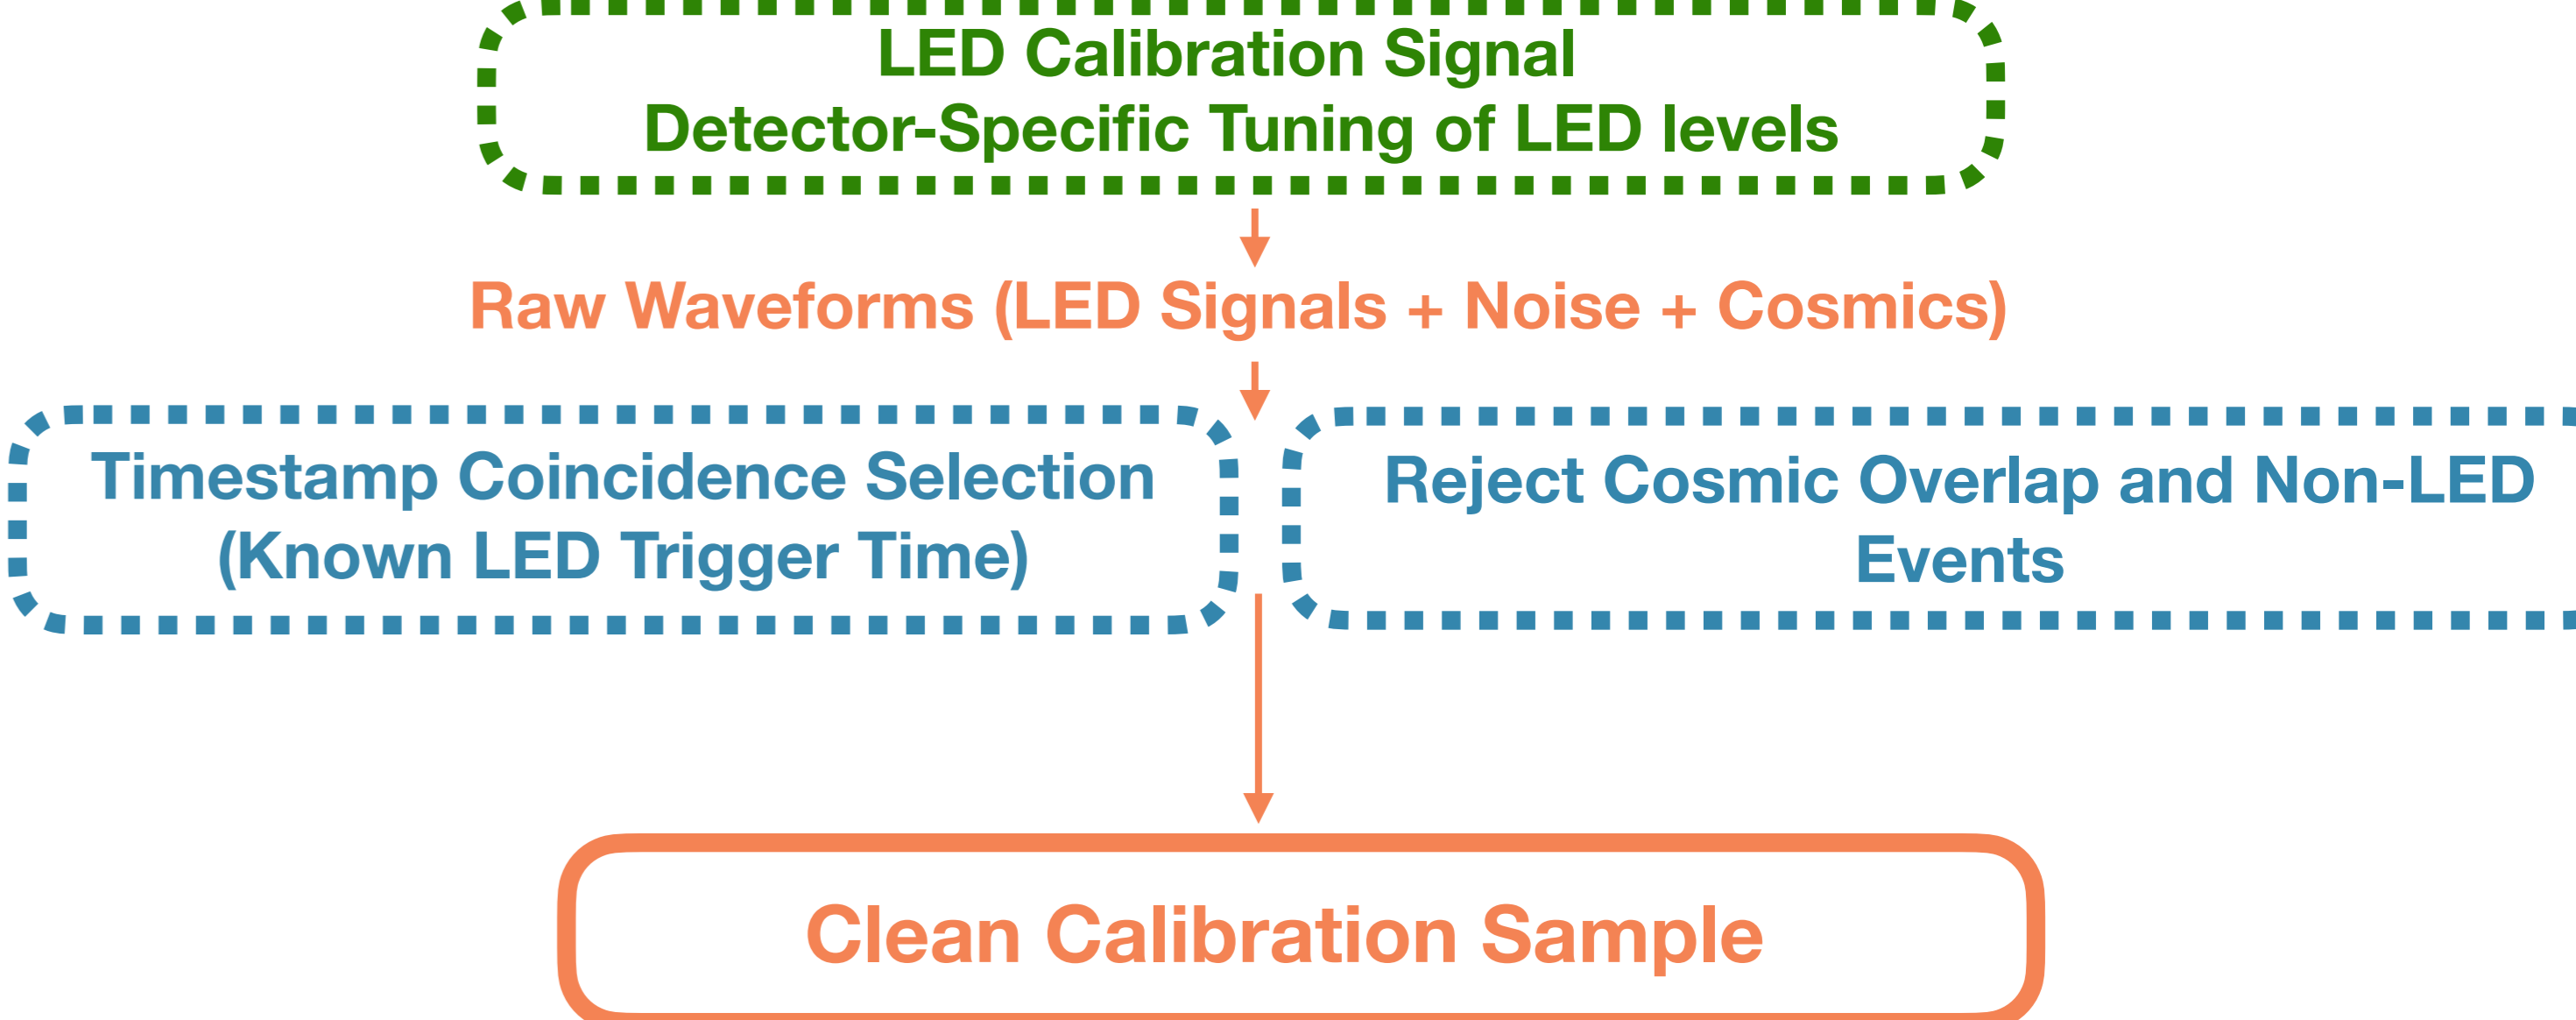 LED Calibration Signal
Detector-Specific Tuning of LED levels
Raw Waveforms (LED Signals + Noise + Cosmics)
Timestamp Coincidence Selection
(Known LED Trigger Time)
Reject Cosmic Overlap and Non-LED
Events
Clean Calibration Sample